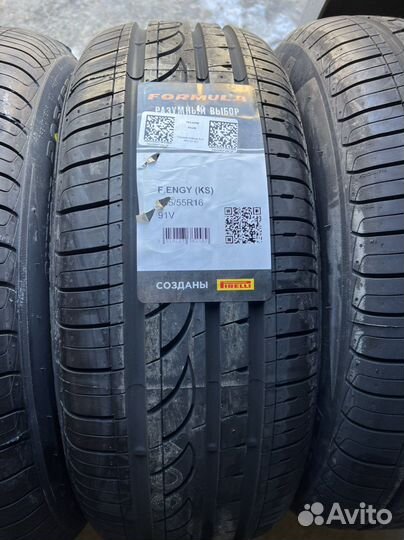 FORMULA
РАЗУМНЫЙ ВЫБОР
F.ENGY (KS)
5/55R16
91V
СОЗДАНЫ
PIRELLI
Avito